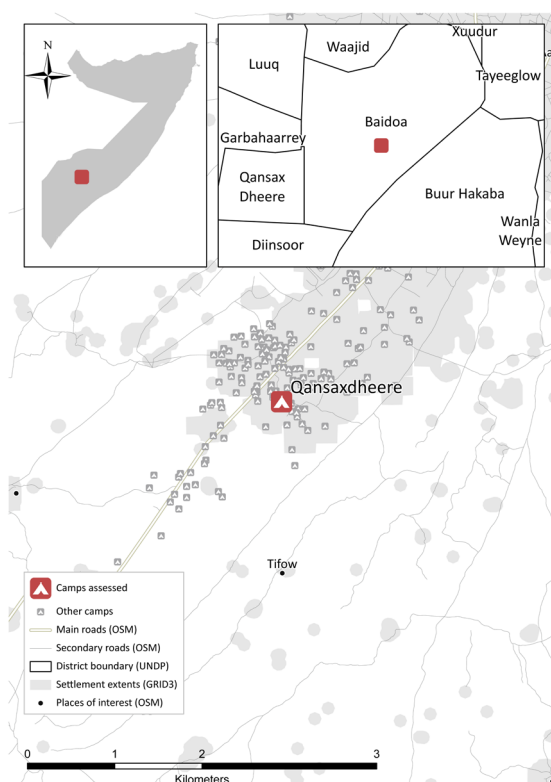 N
Luuq
Waajid
Xuudur
Tayeeglow
Garbahaarrey
Baidoa
Qansax
Dheere
Buur Hakaba
Wanla
Weyne
Diinsoor
Qansaxdheere
Tifow
Camps assessed
Other camps
Main roads (OSM)
Secondary roads (OSM)
District boundary (UNDP)
Settlement extents (GRID3)
Places of interest (OSM)
0 1 2 3
Kilometers